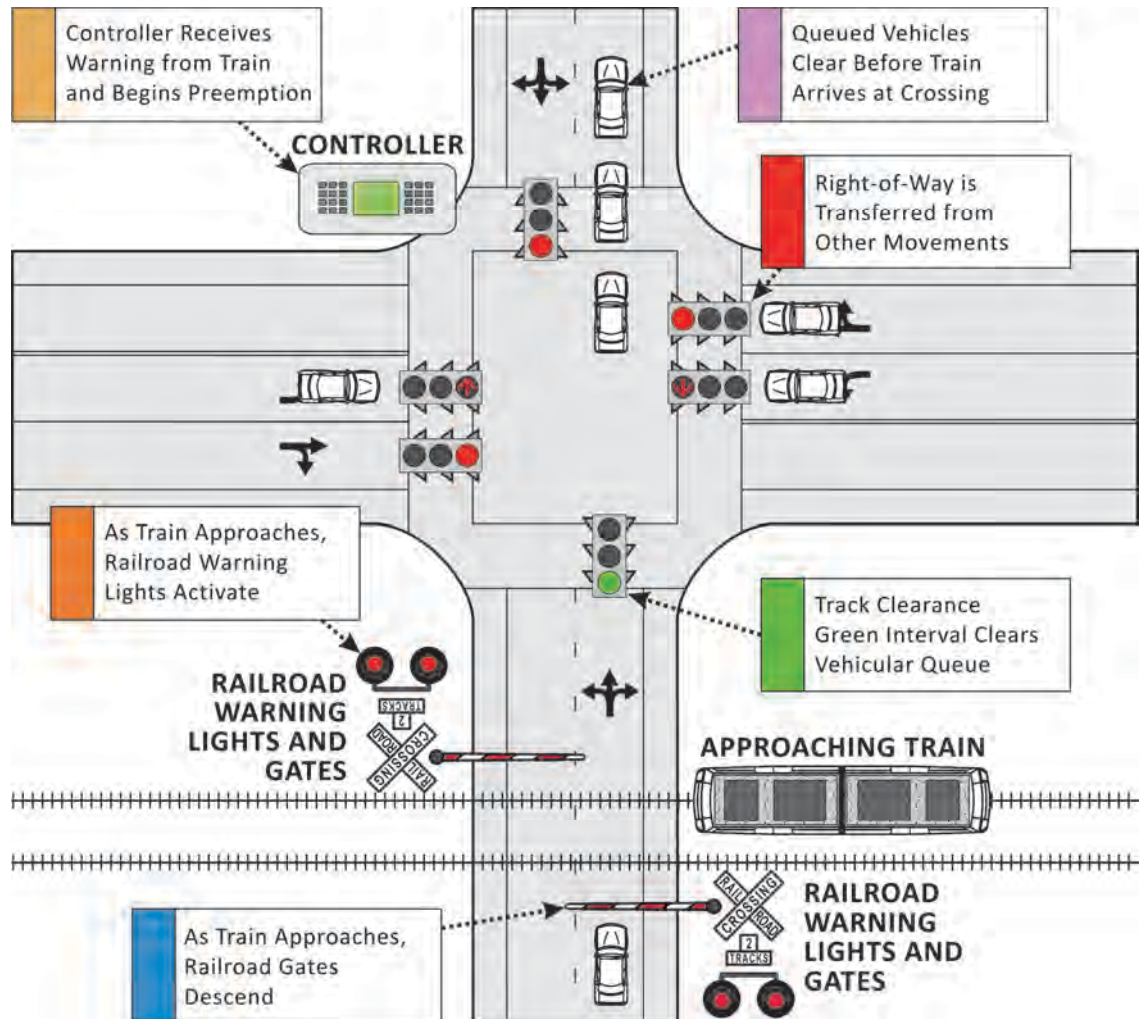 Controller Receives
Warning from Train
and Begins Preemption
Queued Vehicles
Clear Before Train
Arrives at Crossing
CONTROLLER
Right-of-Way is
Transferred from
Other Movements
As Train Approaches,
Railroad Warning
Lights Activate
Track Clearance
Green Interval Clears
Vehicular Queue
RAILROAD
WARNING
LIGHTS AND
GATES
TRACKS
2
RAIL
ROAD
CROSSING
APPROACHING TRAIN
RAIL
ROAD
CROSSING
2
TRACKS
RAILROAD
WARNING
LIGHTS AND
GATES
As Train Approaches,
Railroad Gates
Descend